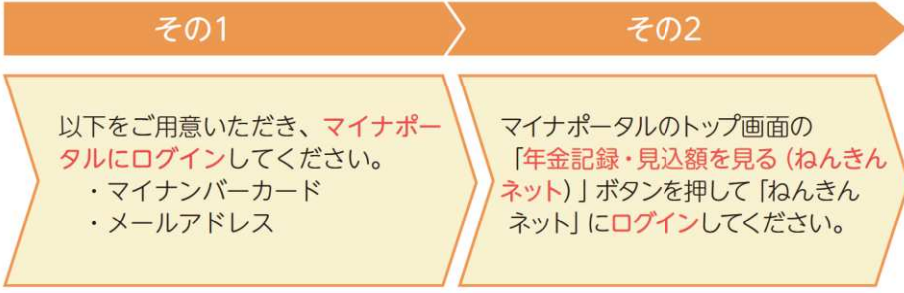 その1
その2
以下をご用意いただき、マイナポー
タルにログインしてください。
・マイナンバーカード
・メールアドレス
マイナポータルのトップ画面の
「年金記録・見込額を見る(ねんきん
ネット)」ボタンを押して「ねんきん
ネット」にログインしてください。